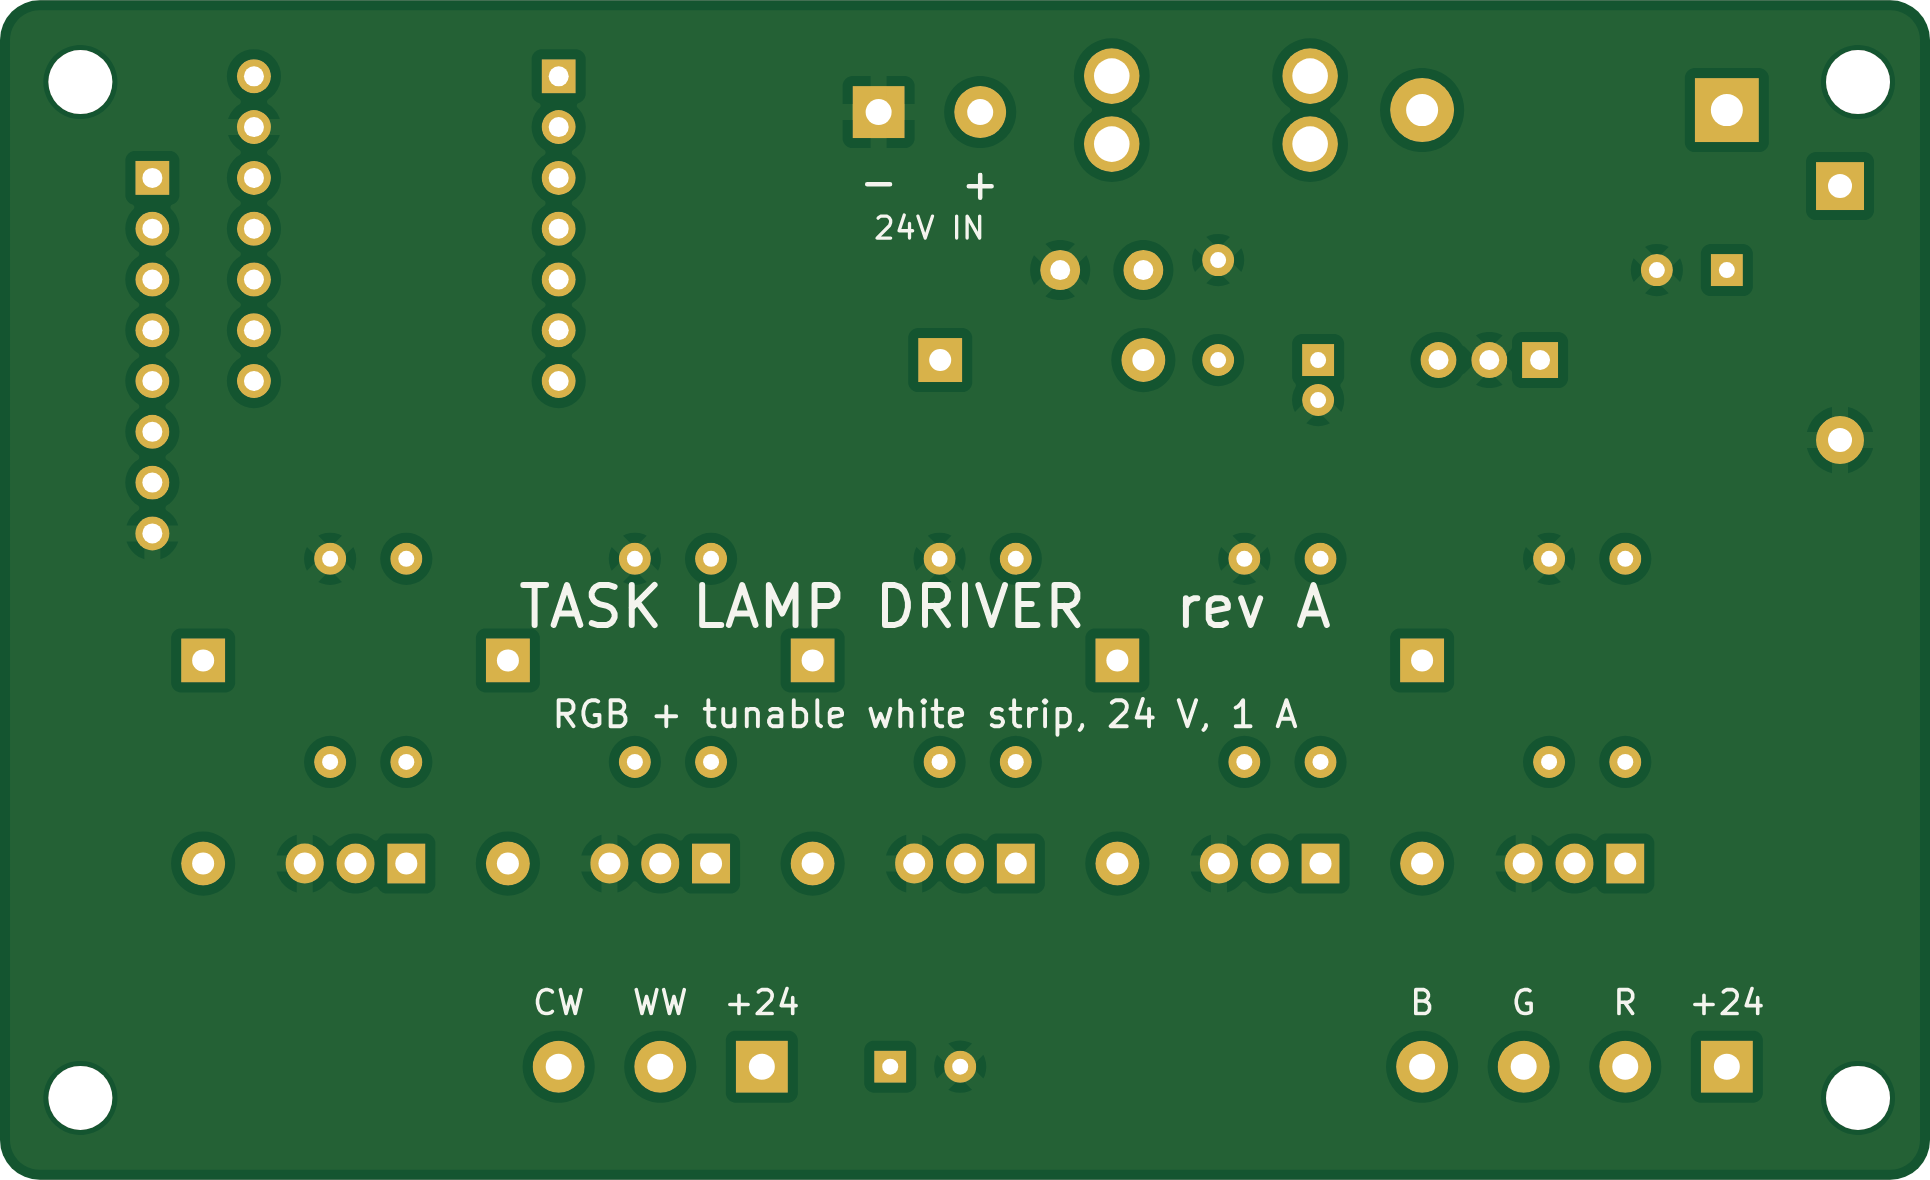 − +
24V IN
TASK LAMP DRIVER rev A
RGB + tunable white strip, 24 V, 1 A
CW WW +24 B G R +24